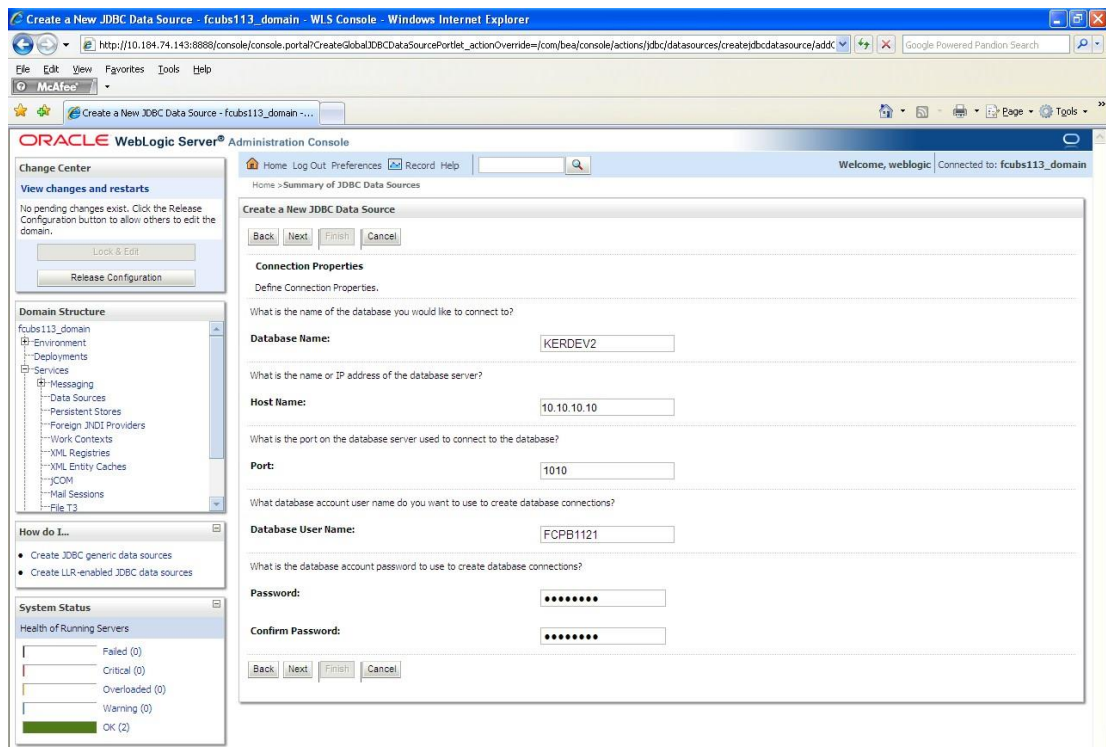 Create a New JDBC Data Source - fcubs113_domain - WLS Console - Windows Internet Explorer
http://10.184.74.143:8888/console/console.portal?CreateGlobalJDBCDataSourcePortlet_actionOverride=/com/bea/console/actions/jdbc/datasources/createjdbcdatasource/addC
Google Powered Pandion Search
File Edit View Favorites Tools Help
McAfee
Create a New JDBC Data Source - fcubs113_domain -...
Page Tools
ORACLE WebLogic Server® Administration Console
Change Center
View changes and restarts
No pending changes exist. Click the Release
Configuration button to allow others to edit the
domain.
Lock & Edit
Release Configuration
Domain Structure
fcubs113_domain
Environment
Deployments
Services
Messaging
Data Sources
Persistent Stores
Foreign JNDI Providers
Work Contexts
XML Registries
XML Entity Caches
jCOM
Mail Sessions
File T3
How do I...
Create JDBC generic data sources
Create LLR-enabled JDBC data sources
System Status
Health of Running Servers
Failed (0)
Critical (0)
Overloaded (0)
Warning (0)
OK (2)
Home Log Out Preferences Record Help
Welcome, weblogic Connected to: fcubs113_domain
Home >Summary of JDBC Data Sources
Create a New JDBC Data Source
Back Next Finish Cancel
Connection Properties
Define Connection Properties.
What is the name of the database you would like to connect to?
Database Name: KERDEV2
What is the name or IP address of the database server?
Host Name: 10.10.10.10
What is the port on the database server used to connect to the database?
Port: 1010
What database account user name do you want to use to create database connections?
Database User Name: FCPB1121
What is the database account password to use to create database connections?
Password: ●●●●●●●●
Confirm Password: ●●●●●●●●
Back Next Finish Cancel